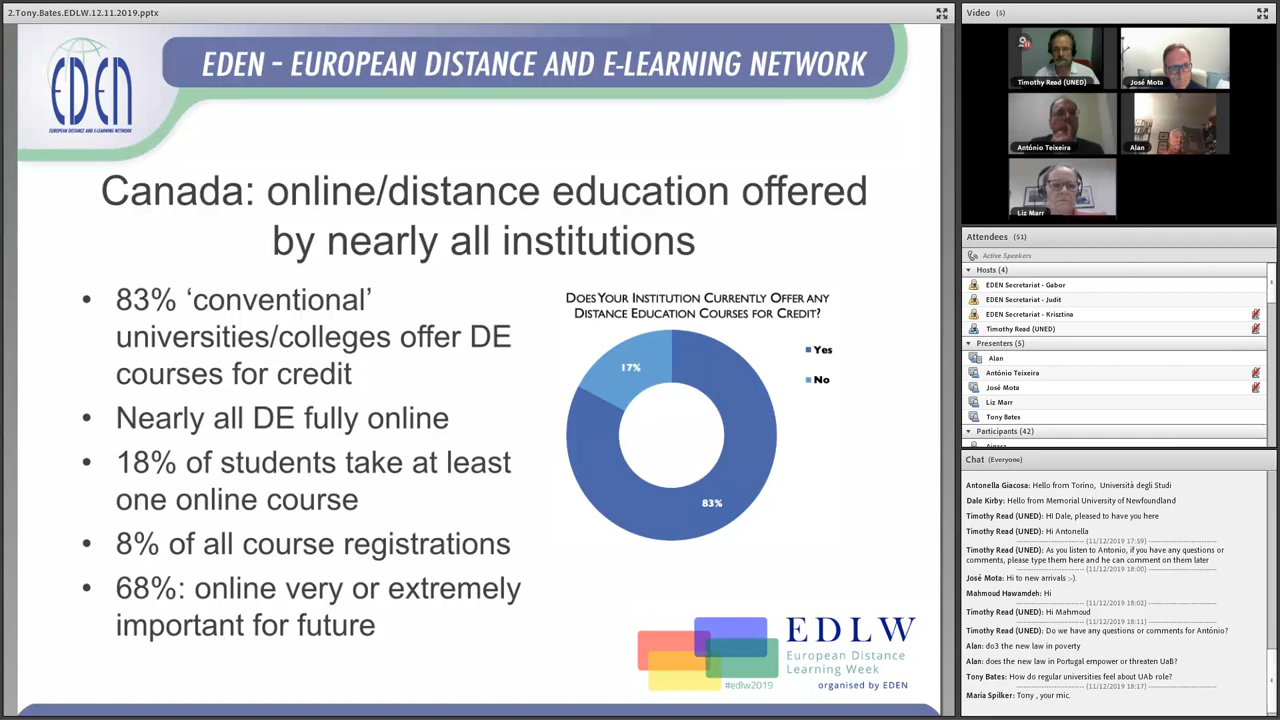 2.Tony.Bates.EDLW.12.11.2019.pptx
EDEN
EUROPEAN DISTANCE AND E-LEARNING NETWORK
EDEN – EUROPEAN DISTANCE AND E-LEARNING NETWORK
Canada: online/distance education offered
by nearly all institutions
• 83% ‘conventional’
universities/colleges offer DE
courses for credit
• Nearly all DE fully online
• 18% of students take at least
one online course
• 8% of all course registrations
• 68%: online very or extremely
important for future
DOES YOUR INSTITUTION CURRENTLY OFFER ANY
DISTANCE EDUCATION COURSES FOR CREDIT?
Yes
No
17%
83%
EDLW
European Distance
Learning Week
#edlw2019
organised by EDEN
Video (5)
Timothy Read (UNED)
José Mota
António Teixeira
Alan
Liz Marr
Attendees (51)
Active Speakers
Hosts (4)
EDEN Secretariat - Gabor
EDEN Secretariat - Judit
EDEN Secretariat - Krisztina
Timothy Read (UNED)
Presenters (5)
Alan
António Teixeira
José Mota
Liz Marr
Tony Bates
Participants (42)
Chat (Everyone)
Antonella Giacosa: Hello from Torino, Università degli Studi
Dale Kirby: Hello from Memorial University of Newfoundland
Timothy Read (UNED): HI Dale, pleased to have you here
Timothy Read (UNED): Hi Antonella
(11/12/2019 17:59)
Timothy Read (UNED): As you listen to Antonio, if you have any questions or
comments, please type them here and he can comment on them later
(11/12/2019 18:00)
José Mota: Hi to new arrivals :-).
Mahmoud Hawamdeh: Hi
(11/12/2019 18:02)
Timothy Read (UNED): Hi Mahmoud
(11/12/2019 18:11)
Timothy Read (UNED): Do we have any questions or comments for António?
Alan: do3 the new law in poverty
Alan: does the new law in Portugal empower or threaten UaB?
Tony Bates: How do regular universities feel about UAb role?
(11/12/2019 18:17)
Maria Spilker: Tony , your mic.